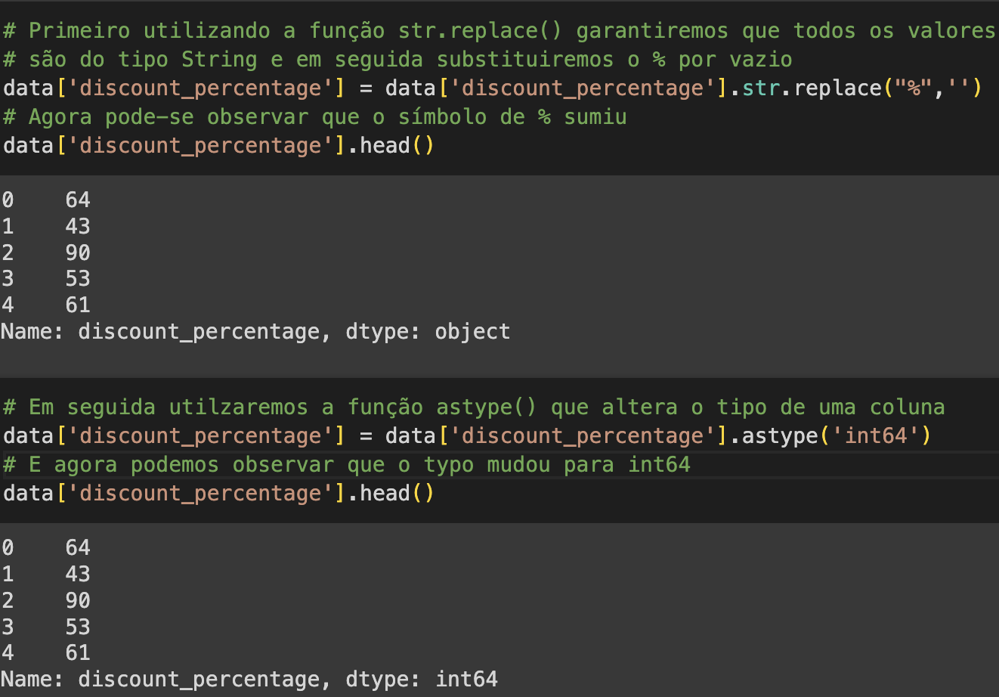 # Primeiro utilizando a função str.replace() garantiremos que todos os valores
# são do tipo String e em seguida substituiremos o % por vazio
data['discount_percentage'] = data['discount_percentage'].str.replace("%",'')
# Agora pode-se observar que o símbolo de % sumiu
data['discount_percentage'].head()
0    64
1    43
2    90
3    53
4    61
Name: discount_percentage, dtype: object
# Em seguida utilzaremos a função astype() que altera o tipo de uma coluna
data['discount_percentage'] = data['discount_percentage'].astype('int64')
# E agora podemos observar que o typo mudou para int64
data['discount_percentage'].head()
0    64
1    43
2    90
3    53
4    61
Name: discount_percentage, dtype: int64